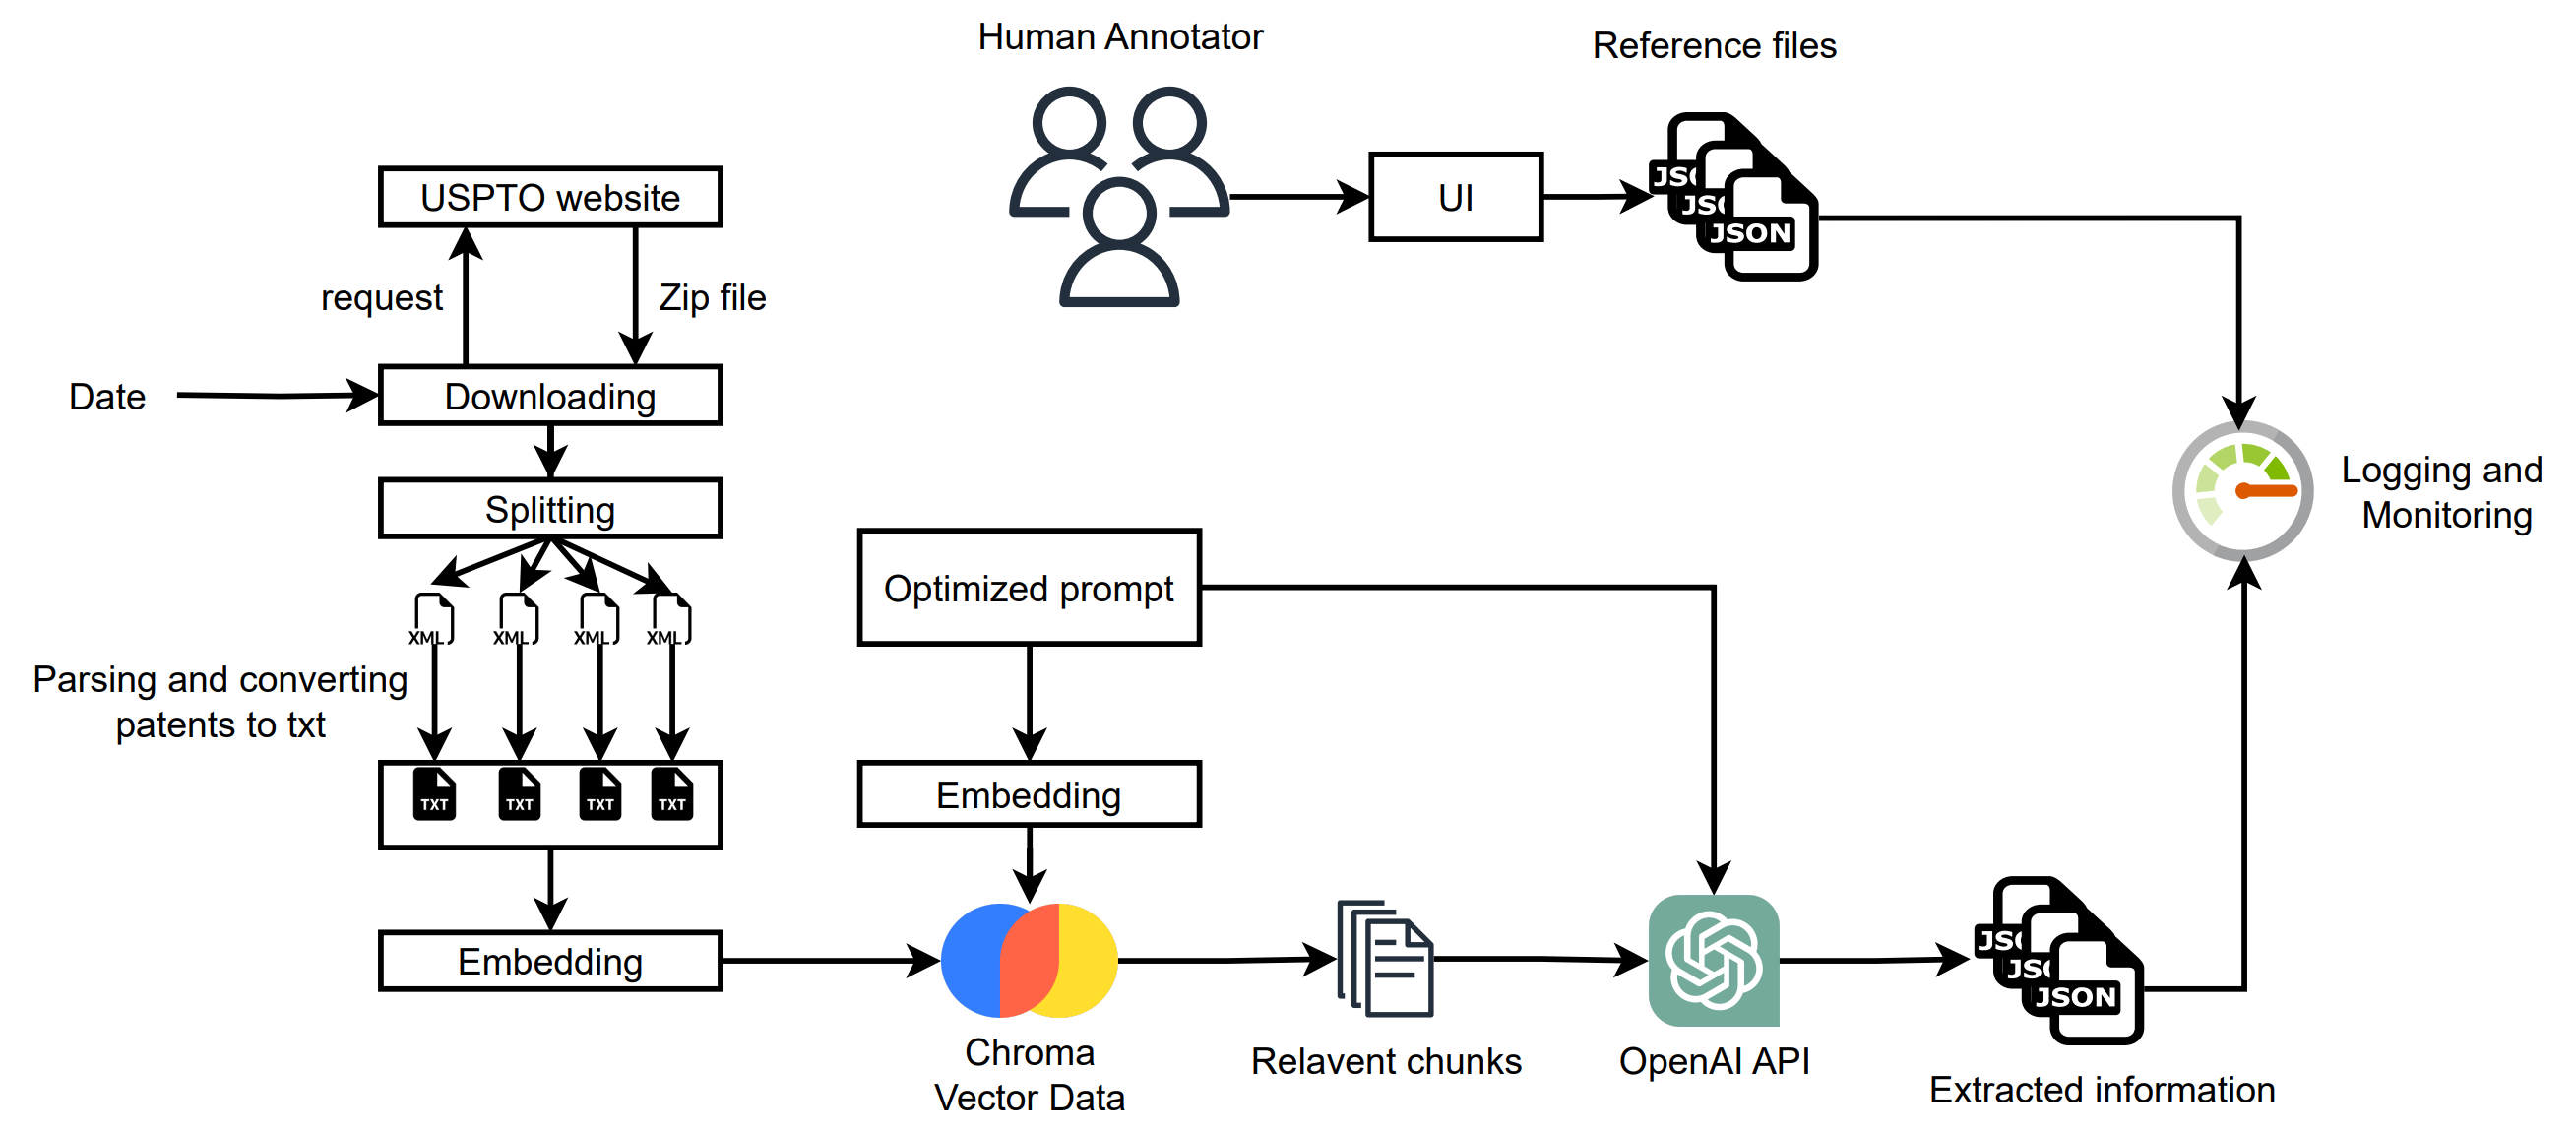 Human Annotator
Reference files
USPTO website
UI
JSON
JSON
request
Zip file
Date
Downloading
Splitting
Logging and
Monitoring
Optimized prompt
XML XML XML XML
Parsing and converting
patents to txt
TXT TXT TXT TXT
Embedding
Embedding
JSON
Chroma
Vector Data
Relavent chunks
OpenAI API
Extracted information